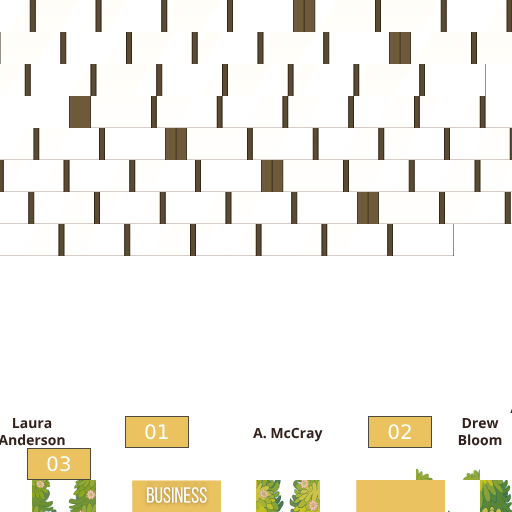 Laura
Anderson
01
A. McCray
02
Drew
Bloom
03
BUSINESS